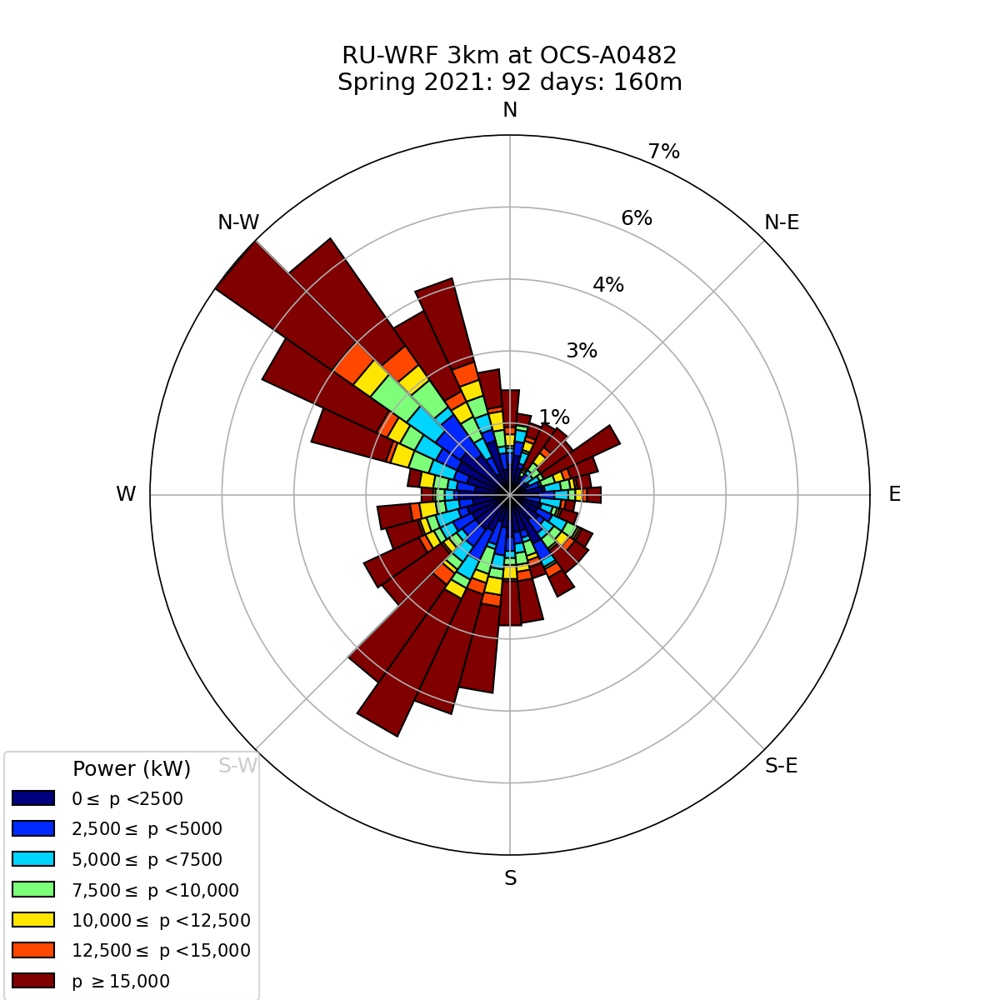 RU-WRF 3km at OCS-A0482
Spring 2021: 92 days: 160m
N
7%
N-W
6%
N-E
4%
3%
1%
W
E
S-W
S-E
S
Power (kW)
0≤ p <2500
2,500≤ p <5000
5,000≤ p <7500
7,500≤ p <10,000
10,000≤ p <12,500
12,500≤ p <15,000
p ≥15,000